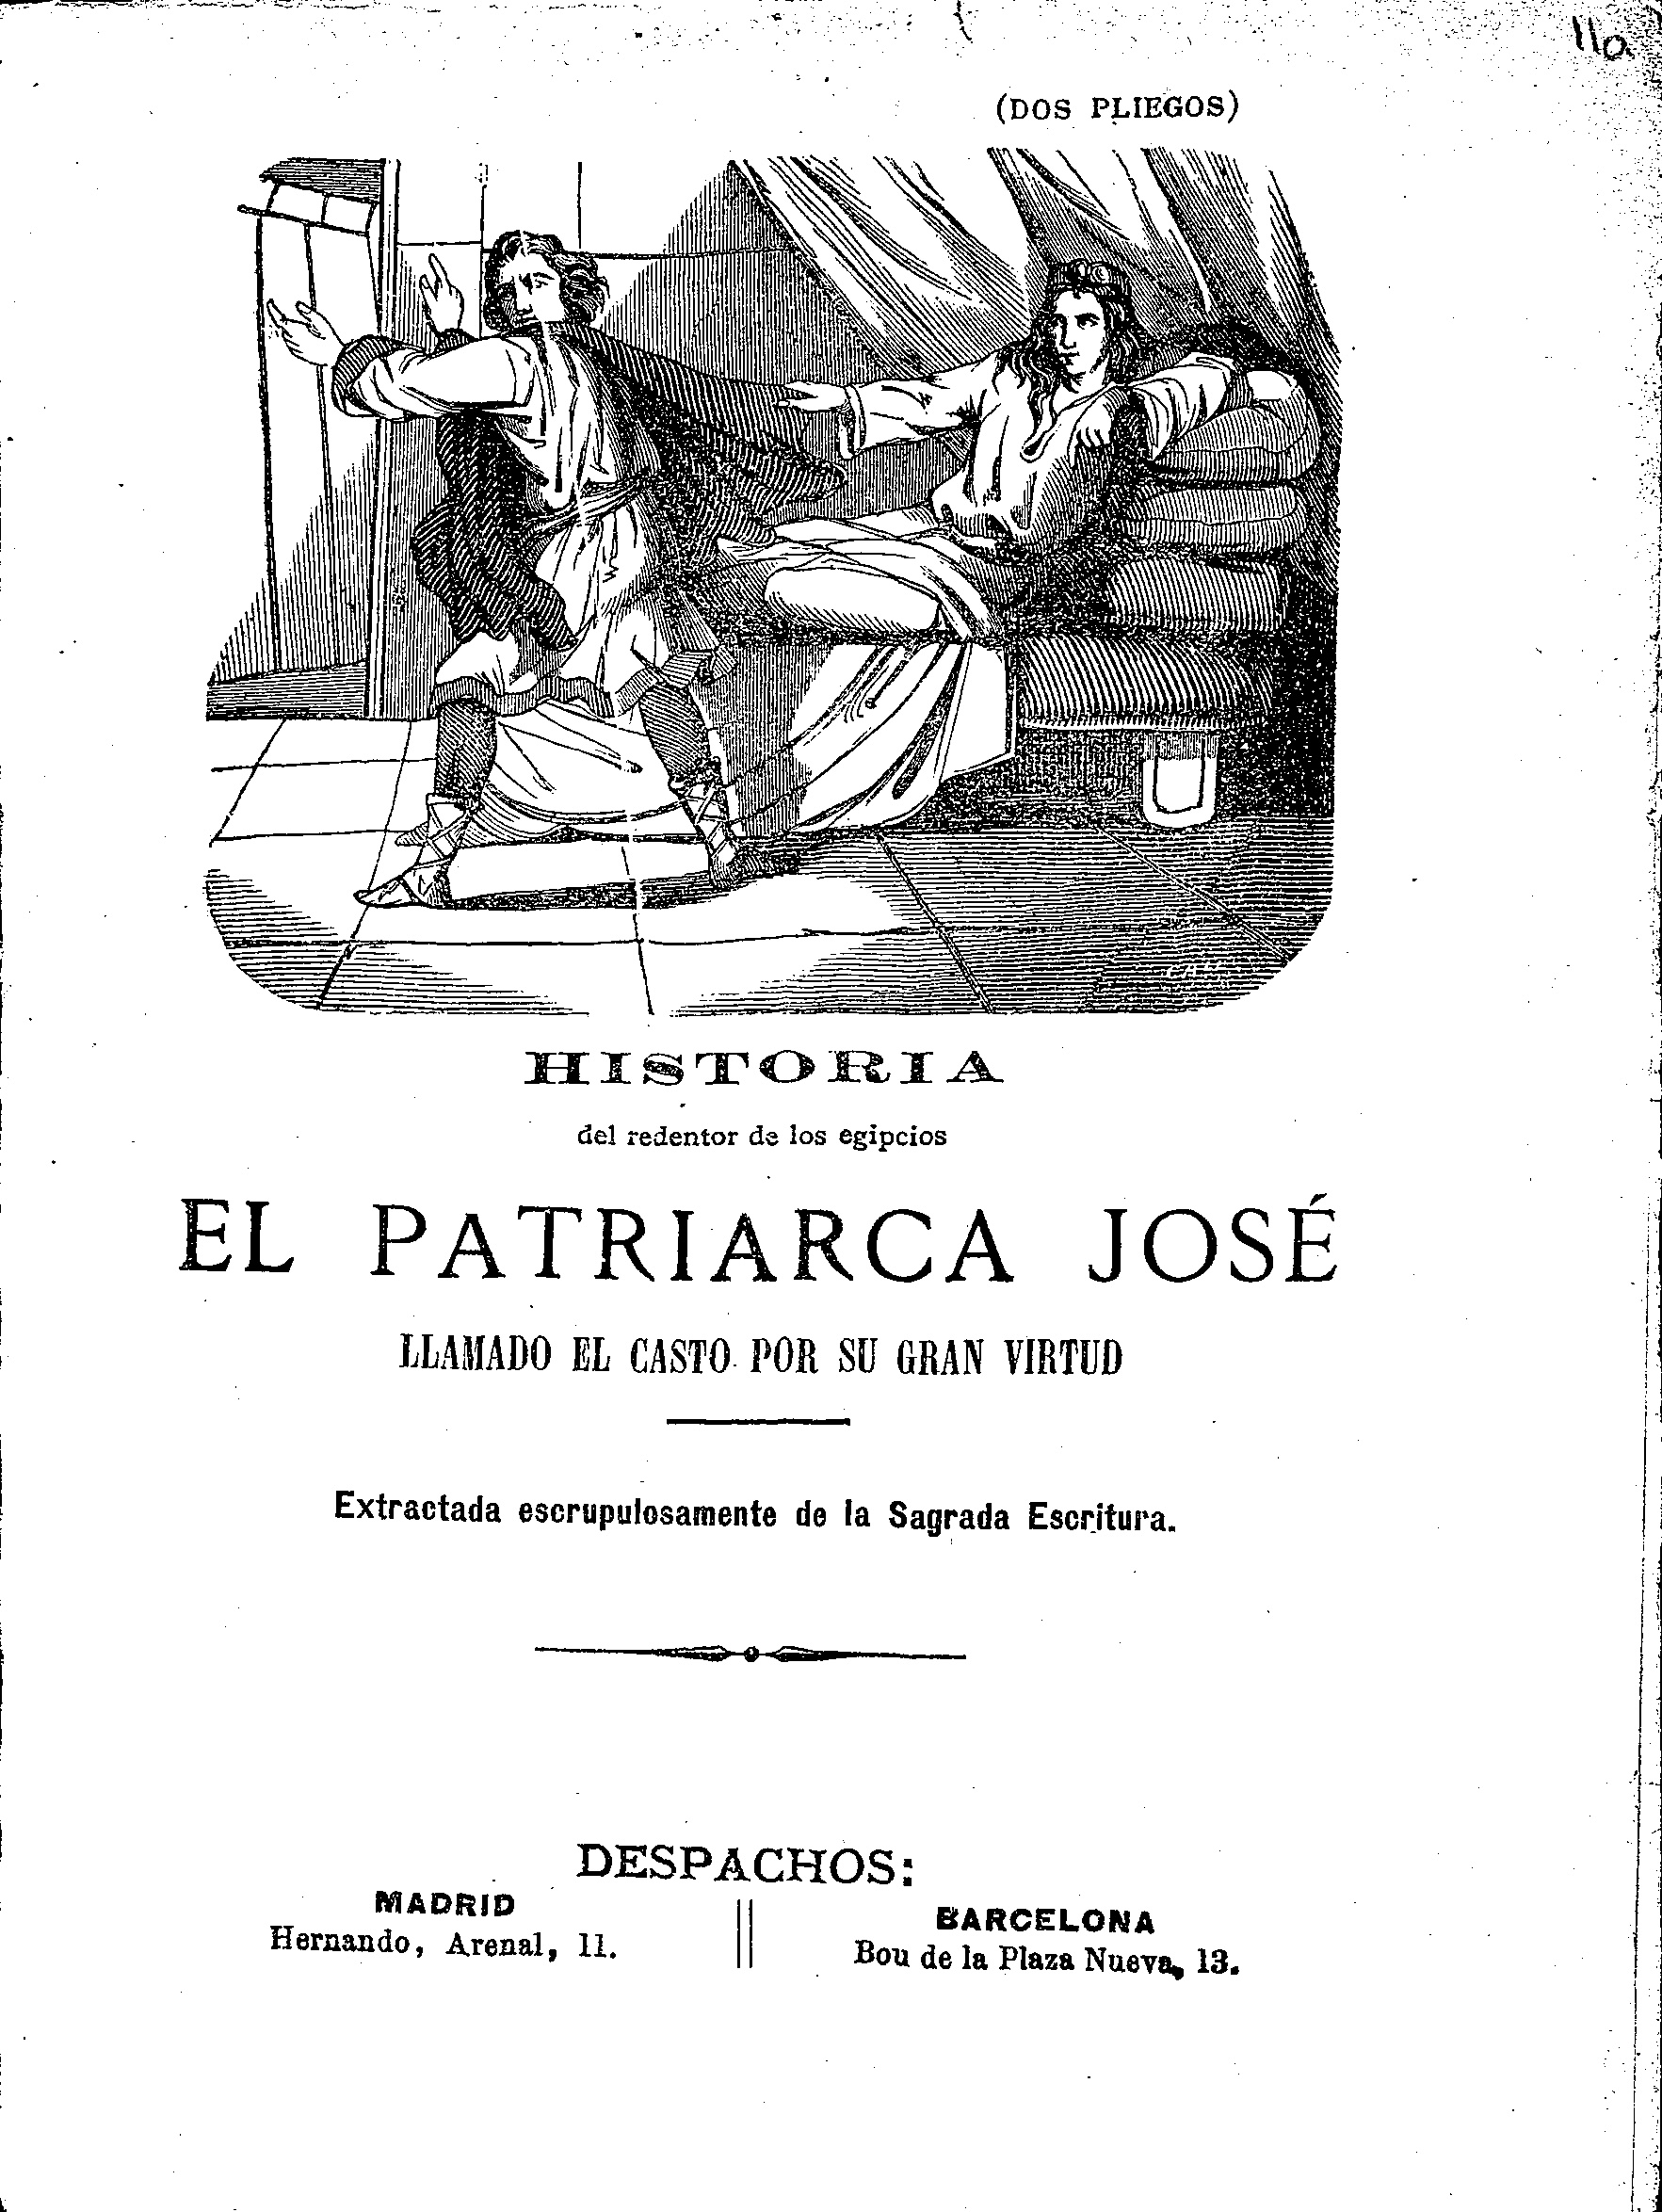 11a
(DOS PLIEGOS)
HISTORIA
del redentor de los egipcios
EL PATRIARCA JOSÉ
LLAMADO EL CASTO POR SU GRAN VIRTUD
Extractada escrupulosamente de la Sagrada Escritura.
DESPACHOS:
MADRID
Hernando, Arenal, 11.
BARCELONA
Bou de la Plaza Nueva, 13.